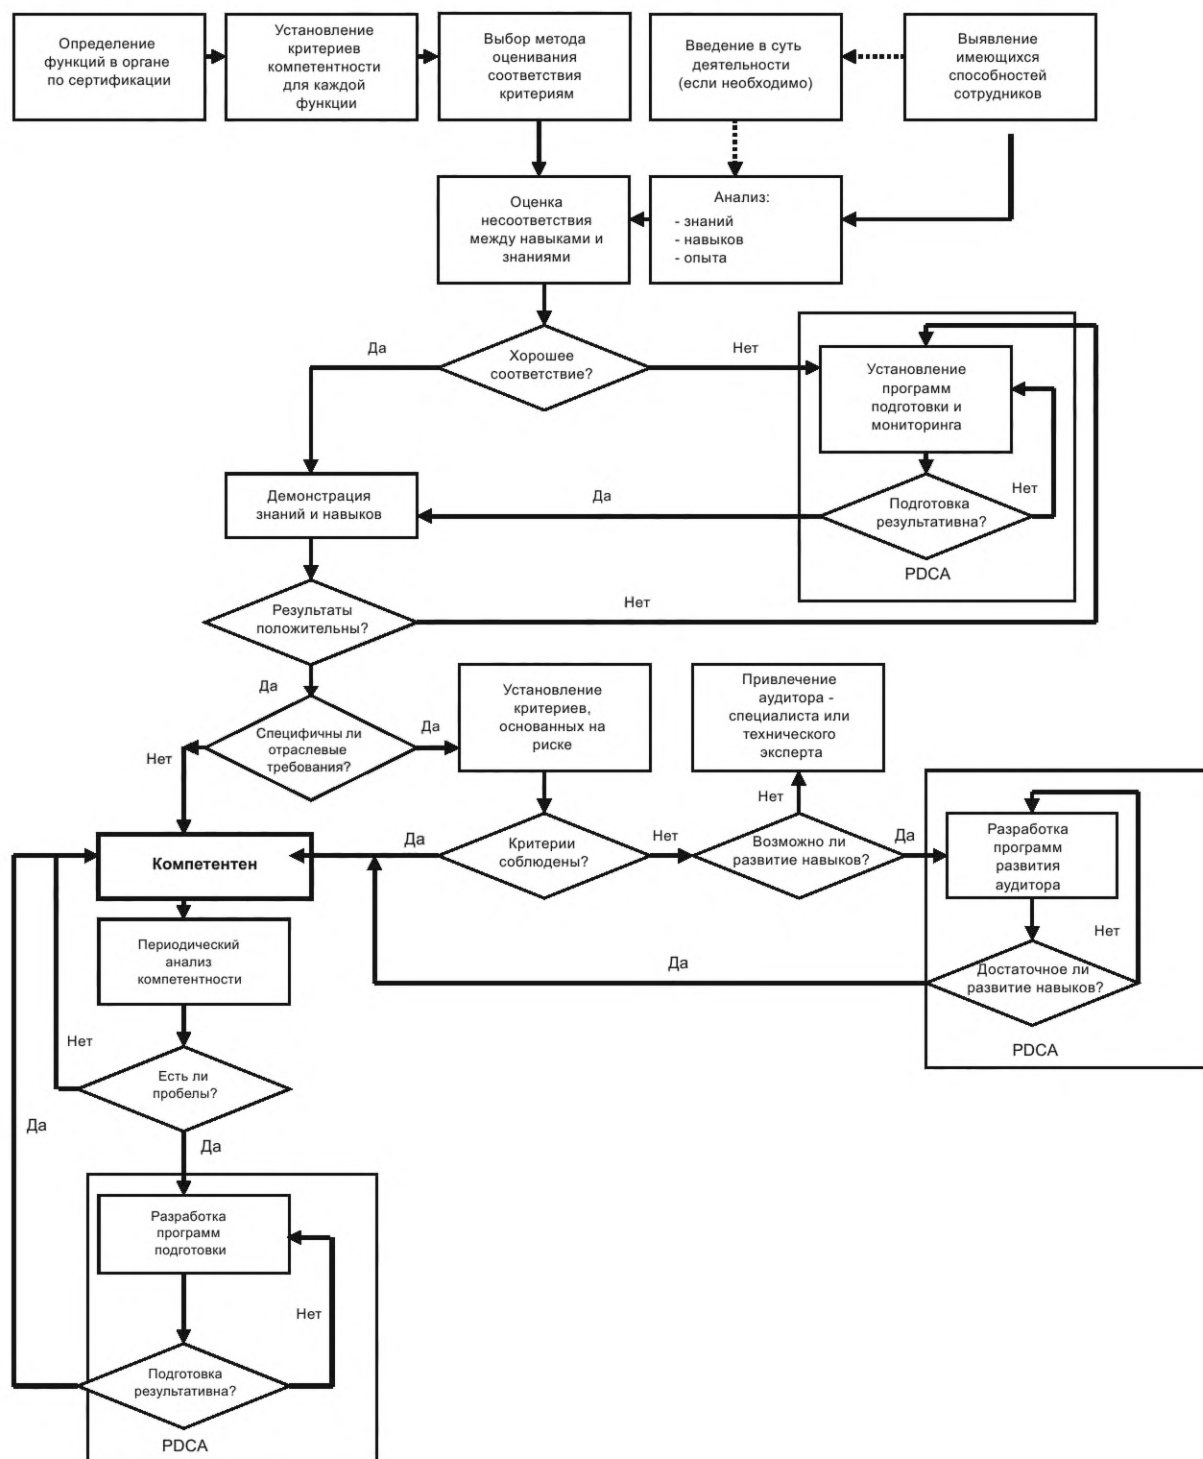 Определение
функций в органе
по сертификации
Установление
критериев
компетентности
для каждой
функции
Выбор метода
оценивания
соответствия
критериям
Введение в суть
деятельности
(если необходимо)
Выявление
имеющихся
способностей
сотрудников
Оценка
несоответствия
между навыками и
знаниями
Анализ:
- знаний
- навыков
- опыта
Да
Хорошее
соответствие?
Нет
Установление
программ
подготовки и
мониторинга
Демонстрация
знаний и навыков
Да
Подготовка
результативна?
Нет
PDCA
Результаты
положительны?
Нет
Да
Специфичны ли
отраслевые
требования?
Да
Нет
Установление
критериев,
основанных на
риске
Привлечение
аудитора -
специалиста или
технического
эксперта
Нет
Компетентен
Да
Критерии
соблюдены?
Нет
Возможно ли
развитие навыков?
Да
Разработка
программ
развития
аудитора
Нет
Периодический
анализ
компетентности
Да
Достаточное ли
развитие навыков?
PDCA
Нет
Есть ли
пробелы?
Да
Да
Разработка
программ
подготовки
Нет
Подготовка
результативна?
PDCA